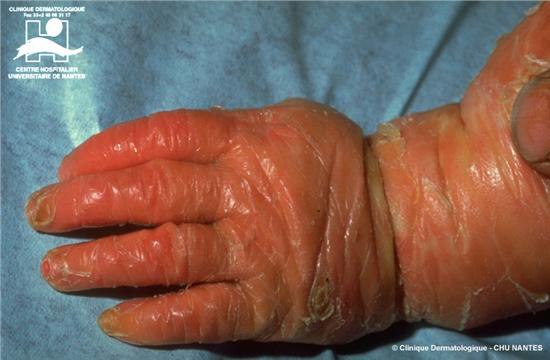 CLINIQUE DERMATOLOGIQUE
CENTRE HOSPITALIER
UNIVERSITAIRE DE NANTES
© Clinique Dermatologique - CHU NANTES